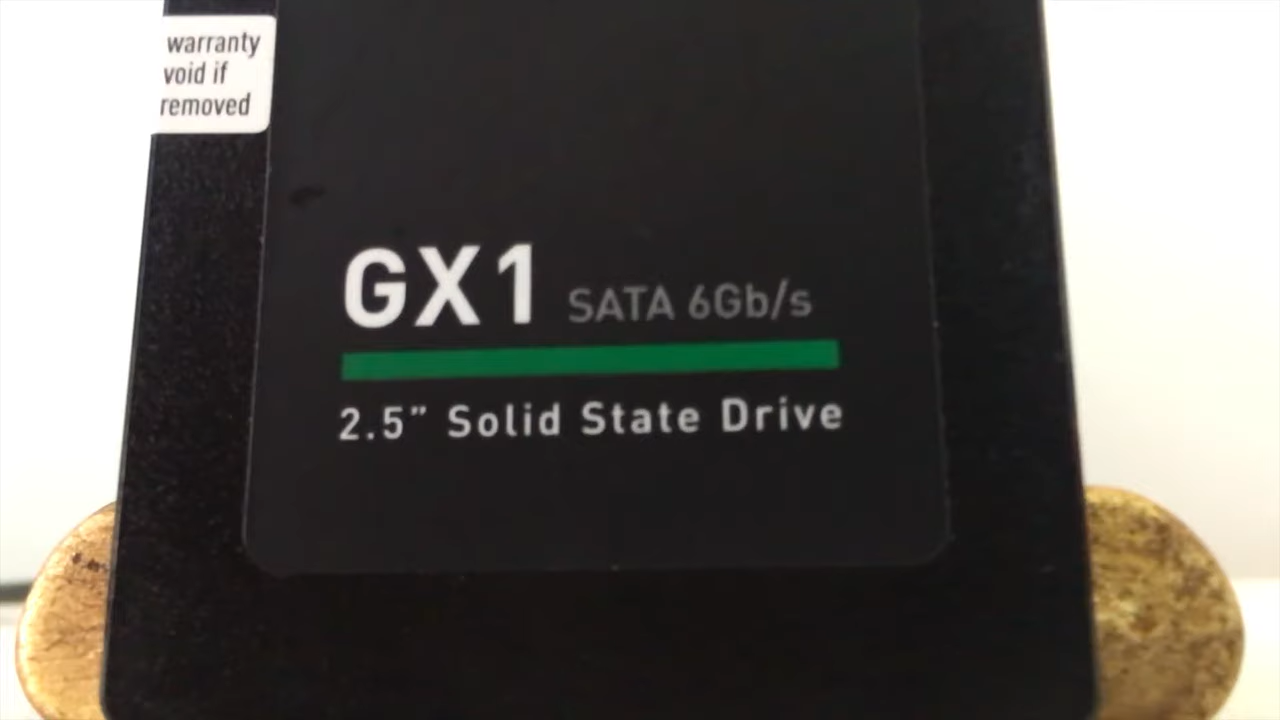 warranty
void if
removed
GX1 SATA 6Gb/s
2.5” Solid State Drive